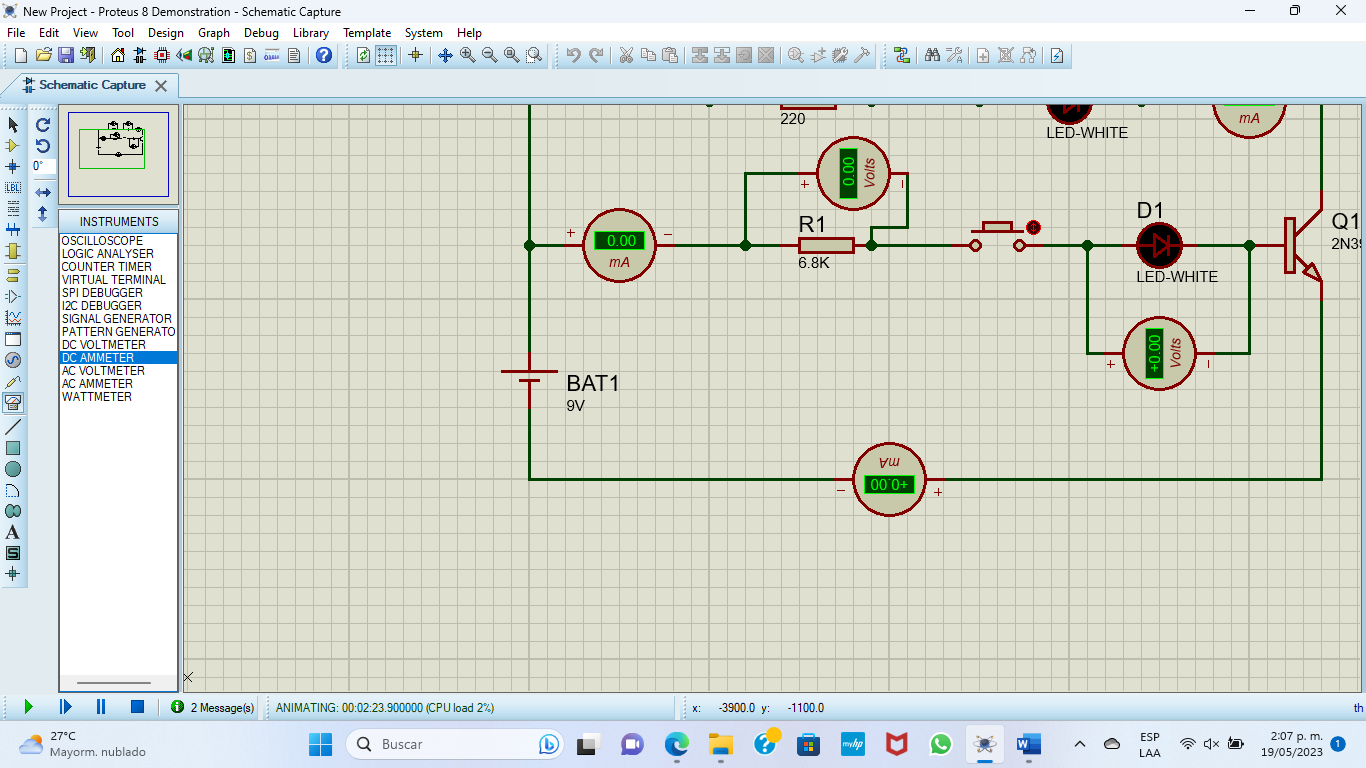 New Project - Proteus 8 Demonstration - Schematic Capture
File Edit View Tool Design Graph Debug Library Template System Help
Schematic Capture
0°
LBL
INSTRUMENTS
OSCILLOSCOPE
LOGIC ANALYSER
COUNTER TIMER
VIRTUAL TERMINAL
SPI DEBUGGER
I2C DEBUGGER
SIGNAL GENERATOR
PATTERN GENERATO
DC VOLTMETER
DC AMMETER
AC VOLTMETER
AC AMMETER
WATTMETER
220
LED-WHITE
mA
0.00
Volts
+ −
R1
6.8K
+ −
0.00
mA
D1
LED-WHITE
Q1
2N39
+0.00
Volts
+ −
BAT1
9V
mA
+0.00
− +
2 Message(s)
ANIMATING: 00:02:23.900000 (CPU load 2%)
x: -3900.0 y: -1100.0
th
27°C
Mayorm. nublado
Buscar
myhp
ESP
LAA
2:07 p. m.
19/05/2023
1